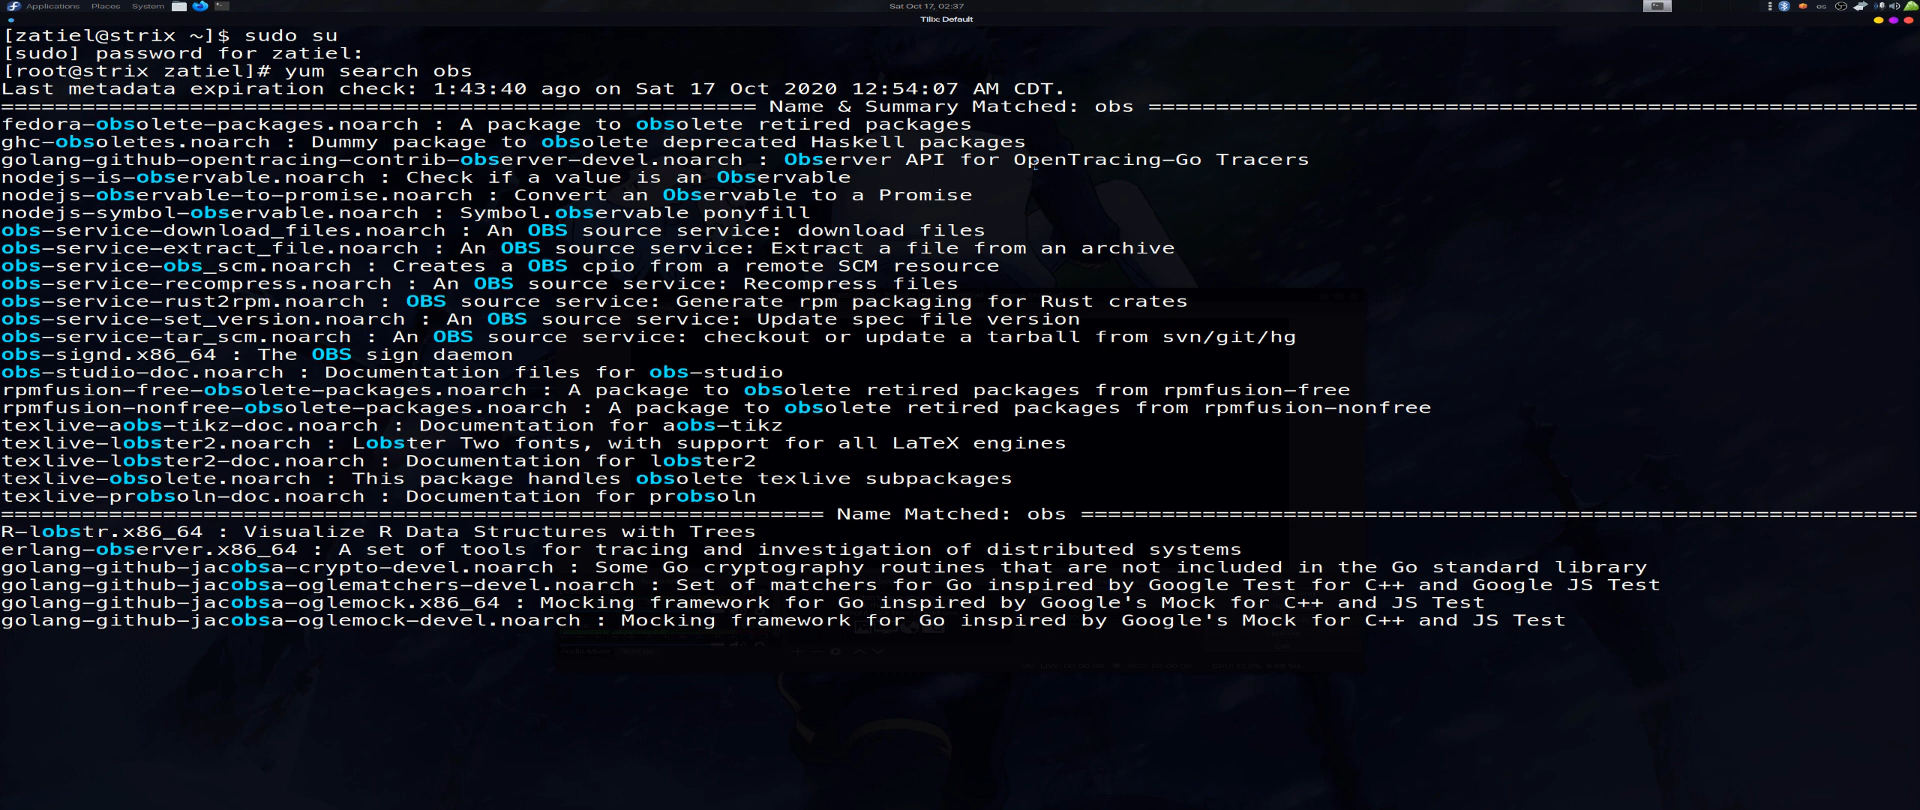 Applications Places System Sat Oct 17, 02:37 es
Tilix: Default
[zatiel@strix ~]$ sudo su
[sudo] password for zatiel:
[root@strix zatiel]# yum search obs
Last metadata expiration check: 1:43:40 ago on Sat 17 Oct 2020 12:54:07 AM CDT.
======================================================== Name & Summary Matched: obs =========================================================
fedora-obsolete-packages.noarch : A package to obsolete retired packages
ghc-obsoletes.noarch : Dummy package to obsolete deprecated Haskell packages
golang-github-opentracing-contrib-observer-devel.noarch : Observer API for OpenTracing-Go Tracers
nodejs-is-observable.noarch : Check if a value is an Observable
nodejs-observable-to-promise.noarch : Convert an Observable to a Promise
nodejs-symbol-observable.noarch : Symbol.observable ponyfill
obs-service-download_files.noarch : An OBS source service: download files
obs-service-extract_file.noarch : An OBS source service: Extract a file from an archive
obs-service-obs_scm.noarch : Creates a OBS cpio from a remote SCM resource
obs-service-recompress.noarch : An OBS source service: Recompress files
obs-service-rust2rpm.noarch : OBS source service: Generate rpm packaging for Rust crates
obs-service-set_version.noarch : An OBS source service: Update spec file version
obs-service-tar_scm.noarch : An OBS source service: checkout or update a tarball from svn/git/hg
obs-signd.x86_64 : The OBS sign daemon
obs-studio-doc.noarch : Documentation files for obs-studio
rpmfusion-free-obsolete-packages.noarch : A package to obsolete retired packages from rpmfusion-free
rpmfusion-nonfree-obsolete-packages.noarch : A package to obsolete retired packages from rpmfusion-nonfree
texlive-aobs-tikz-doc.noarch : Documentation for aobs-tikz
texlive-lobster2.noarch : Lobster Two fonts, with support for all LaTeX engines
texlive-lobster2-doc.noarch : Documentation for lobster2
texlive-obsolete.noarch : This package handles obsolete texlive subpackages
texlive-probsoln-doc.noarch : Documentation for probsoln
============================================================= Name Matched: obs ==============================================================
R-lobstr.x86_64 : Visualize R Data Structures with Trees
erlang-observer.x86_64 : A set of tools for tracing and investigation of distributed systems
golang-github-jacobsa-crypto-devel.noarch : Some Go cryptography routines that are not included in the Go standard library
golang-github-jacobsa-oglematchers-devel.noarch : Set of matchers for Go inspired by Google Test for C++ and Google JS Test
golang-github-jacobsa-oglemock.x86_64 : Mocking framework for Go inspired by Google's Mock for C++ and JS Test
golang-github-jacobsa-oglemock-devel.noarch : Mocking framework for Go inspired by Google's Mock for C++ and JS Test